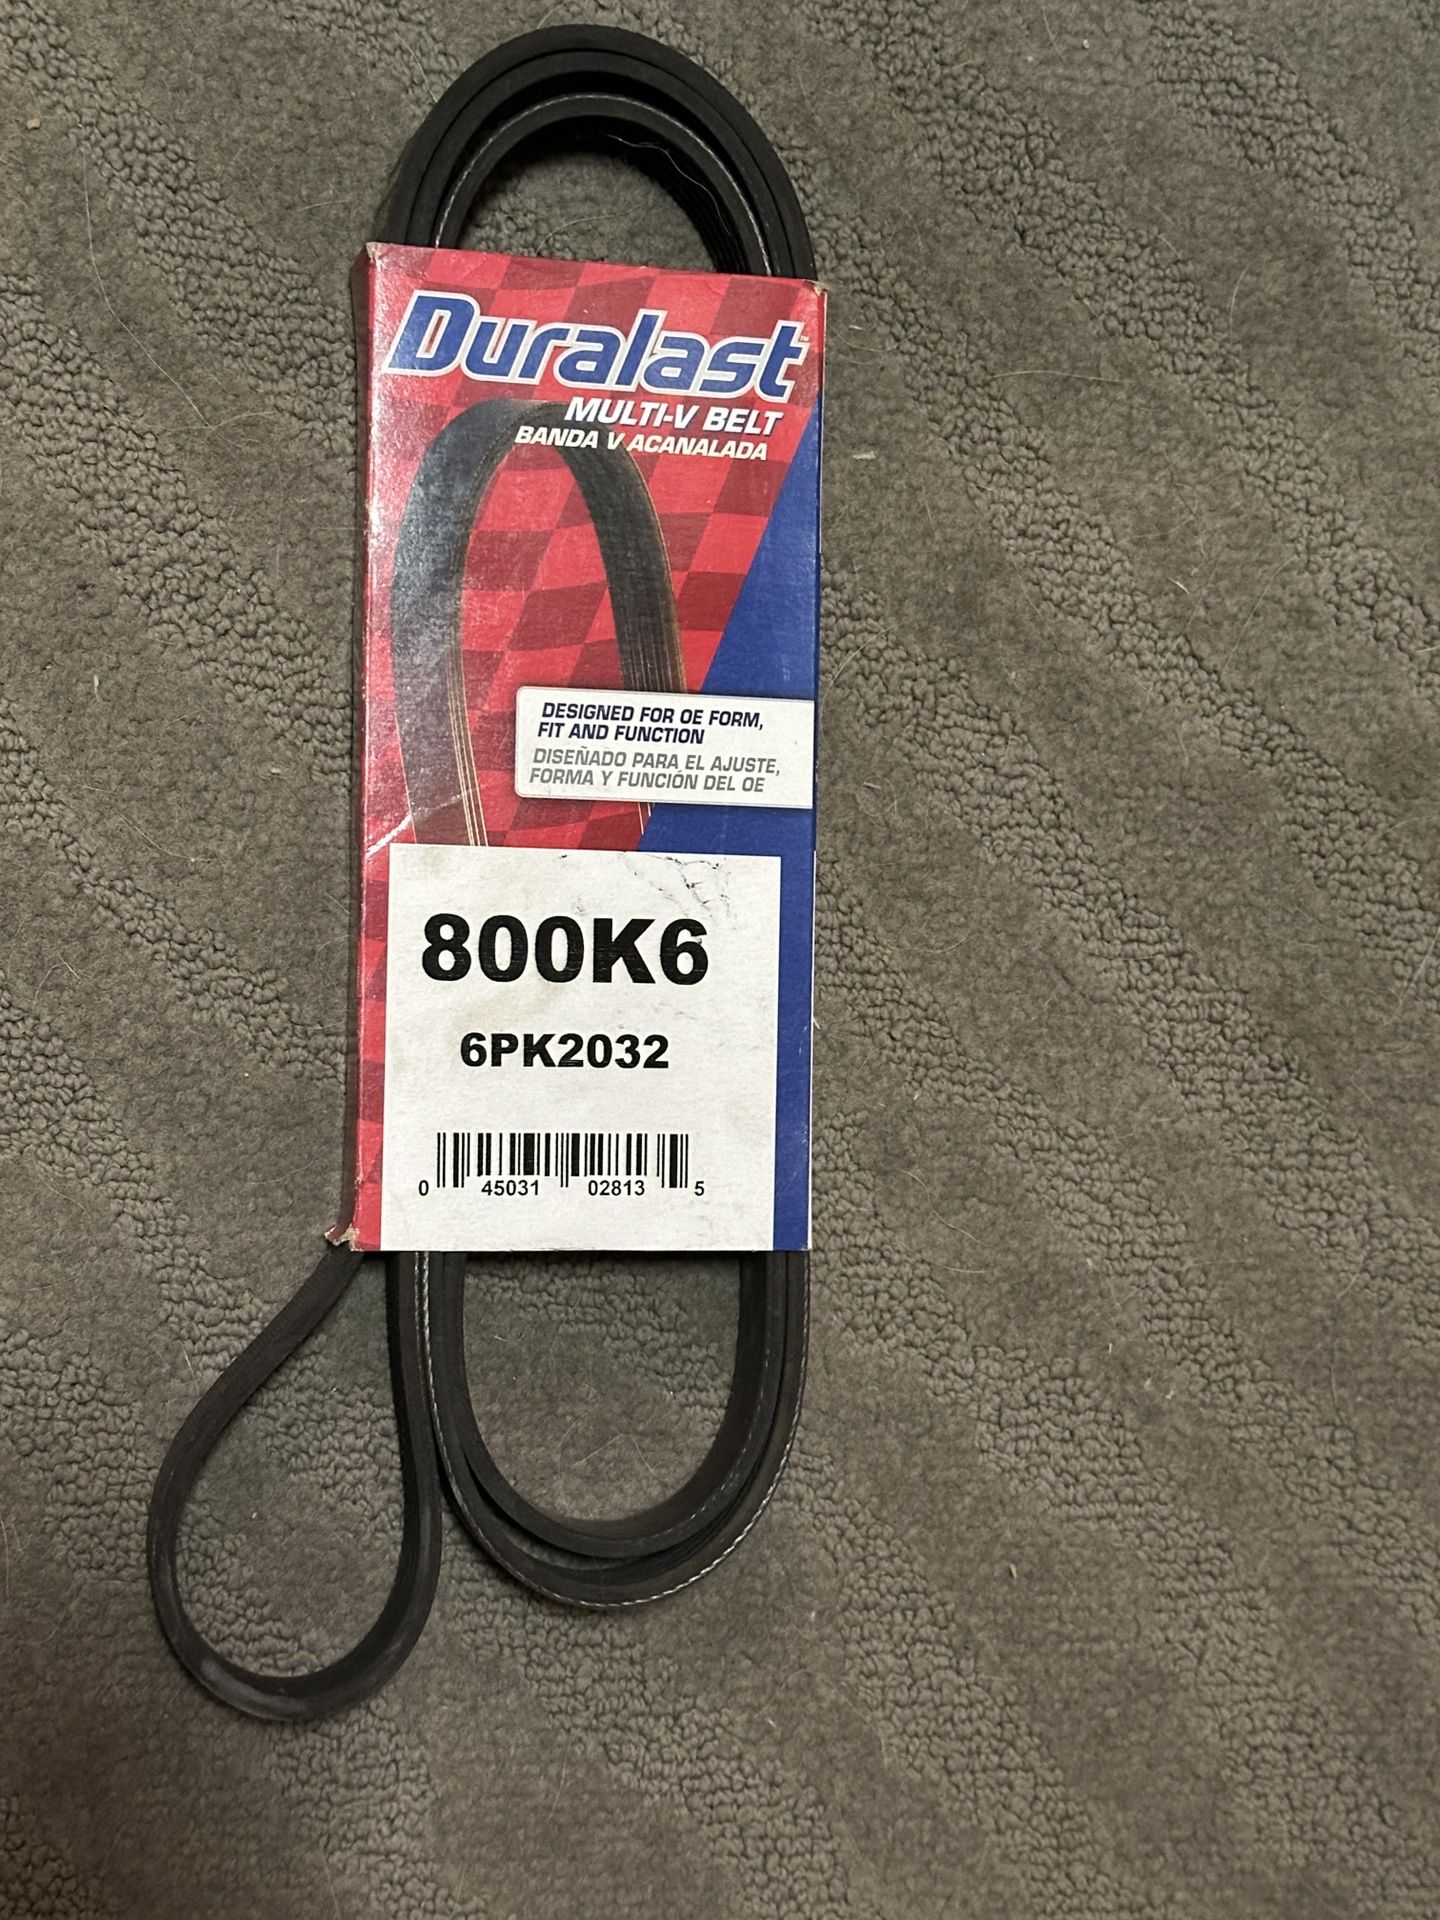 Duralast™
MULTI-V BELT
BANDA V ACANALADA
DESIGNED FOR OE FORM,
FIT AND FUNCTION
DISEÑADO PARA EL AJUSTE,
FORMA Y FUNCIÓN DEL OE
800K6
6PK2032
0 45031 02813 5